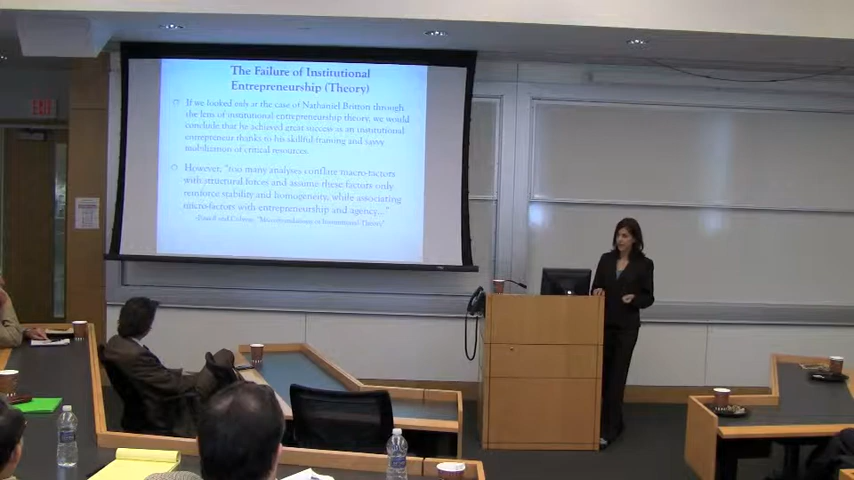 EXIT
The Failure of Institutional
Entrepreneurship (Theory)
If we looked only at the case of Nathaniel Britton through
the lens of institutional entrepreneurship theory, we would
conclude that he achieved great success as an institutional
entrepreneur thanks to his skillful framing and savvy
mobilization of critical resources.
However, "too many analyses conflate macro-factors
with structural forces and assume these factors only
reinforce stability and homogeneity, while associating
micro-factors with entrepreneurship and agency..."
-Powell and Colyvas, "Microfoundations of Institutional Theory"